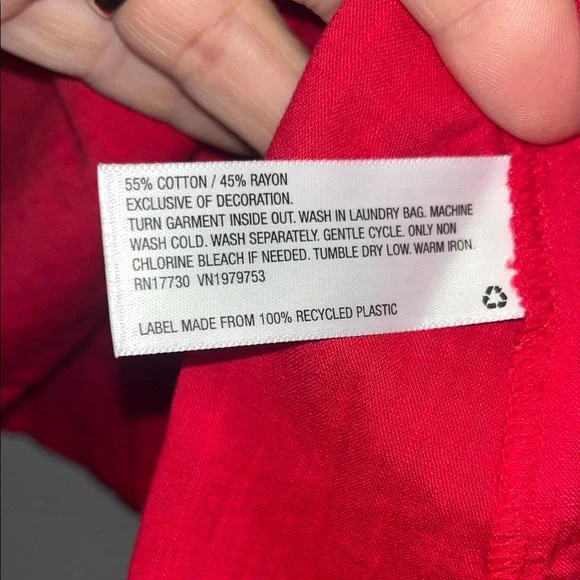 55% COTTON / 45% RAYON
EXCLUSIVE OF DECORATION.
TURN GARMENT INSIDE OUT. WASH IN LAUNDRY BAG. MACHINE
WASH COLD. WASH SEPARATELY. GENTLE CYCLE. ONLY NON
CHLORINE BLEACH IF NEEDED. TUMBLE DRY LOW. WARM IRON.
RN17730 VN1979753
LABEL MADE FROM 100% RECYCLED PLASTIC